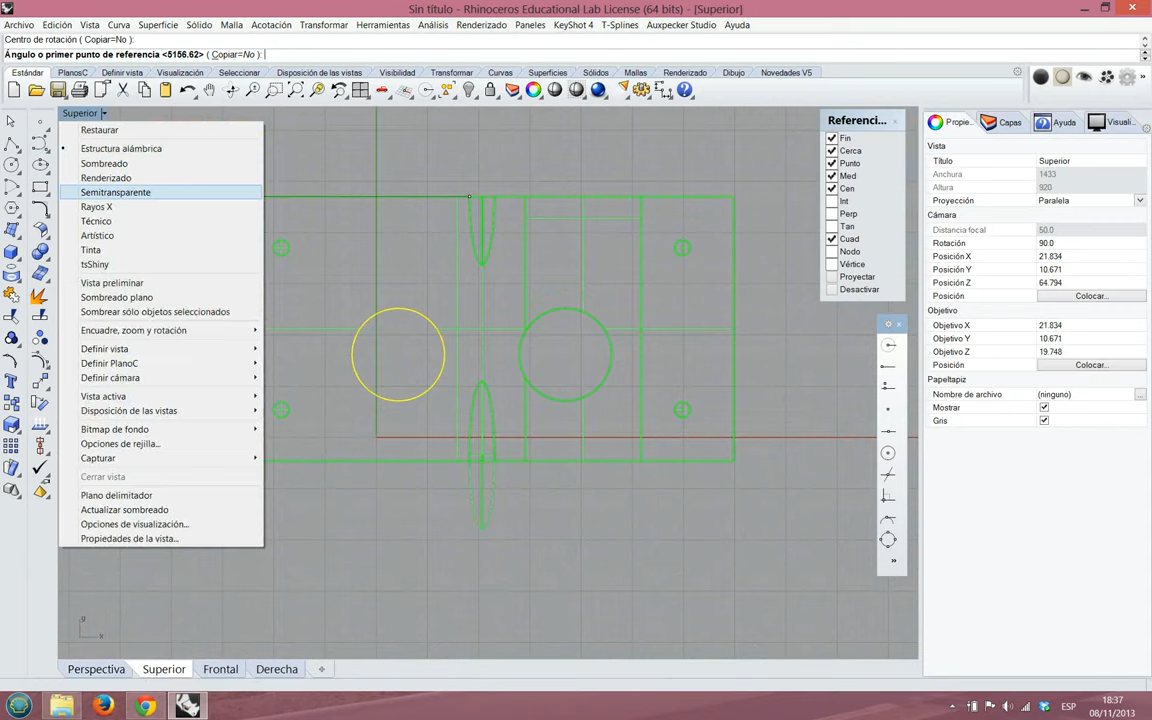 Sin título - Rhinoceros Educational Lab License (64 bits) - [Superior]
Archivo Edición Vista Curva Superficie Sólido Malla Acotación Transformar Herramientas Análisis Renderizado Paneles KeyShot 4 T-Splines Auxpecker Studio Ayuda
Centro de rotación ( Copiar=No ):
Ángulo o primer punto de referencia <5156.62> ( Copiar=No ):
Estándar PlanosC Definir vista Visualización Seleccionar Disposición de las vistas Visibilidad Transformar Curvas Superficies Sólidos Mallas Renderizado Dibujo Novedades V5
Superior
Restaurar
Estructura alámbrica
Sombreado
Renderizado
Semitransparente
Rayos X
Técnico
Artístico
Tinta
tsShiny
Vista preliminar
Sombreado plano
Sombrear sólo objetos seleccionados
Encuadre, zoom y rotación
Definir vista
Definir PlanoC
Definir cámara
Vista activa
Disposición de las vistas
Bitmap de fondo
Opciones de rejilla...
Capturar
Cerrar vista
Plano delimitador
Actualizar sombreado
Opciones de visualización...
Propiedades de la vista...
y
x
Referenci...
Fin
Cerca
Punto
Med
Cen
Int
Perp
Tan
Cuad
Nodo
Vértice
Proyectar
Desactivar
Propie... Capas Ayuda Visuali...
Vista
Título Superior
Anchura 1433
Altura 920
Proyección Paralela
Cámara
Distancia focal 50.0
Rotación 90.0
Posición X 21.834
Posición Y 10.671
Posición Z 64.794
Posición Colocar...
Objetivo
Objetivo X 21.834
Objetivo Y 10.671
Objetivo Z 19.748
Posición Colocar...
Papeltapiz
Nombre de archivo (ninguno) ...
Mostrar
Gris
Perspectiva Superior Frontal Derecha
ESP
18:37
08/11/2013